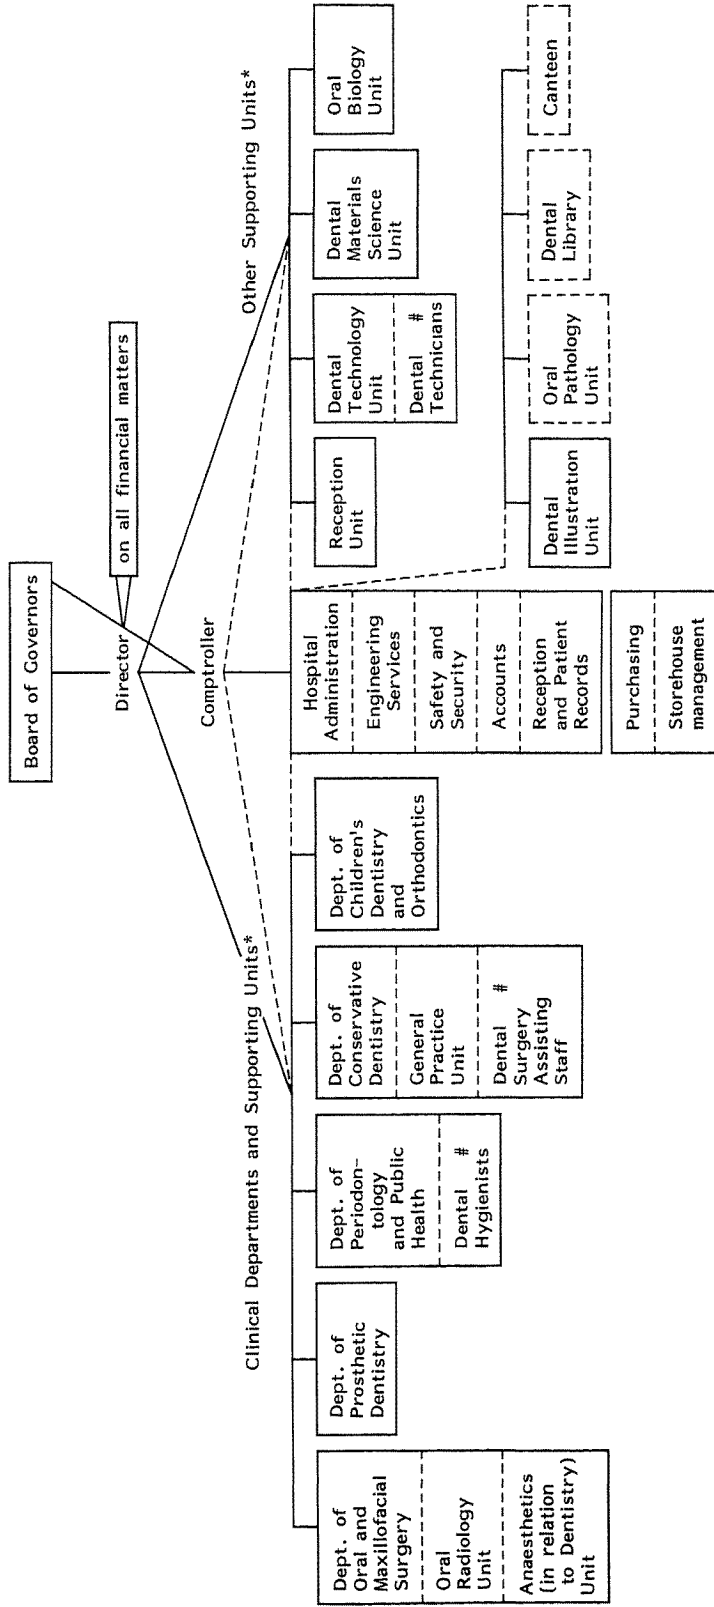 Board of Governors
on all financial matters
Director
Comptroller
Clinical Departments and Supporting Units*
Other Supporting Units*
Dept. of
Oral and
Maxillofacial
Surgery
Oral
Radiology
Unit
Anaesthetics
(in relation
to Dentistry)
Unit
Dept. of
Prosthetic
Dentistry
Dept. of
Periodon-
tology
and Public
Health
Dental #
Hygienists
Dept. of
Conservative
Dentistry
General
Practice
Unit
Dental #
Surgery
Assisting
Staff
Dept. of
Children's
Dentistry
and
Orthodontics
Hospital
Administration
Engineering
Services
Safety and
Security
Accounts
Reception
and Patient
Records
Purchasing
Storehouse
management
Reception
Unit
Dental
Technology
Unit
Dental #
Technicians
Dental
Materials
Science
Unit
Oral
Biology
Unit
Dental
Illustration
Unit
Oral
Pathology
Unit
Dental
Library
Canteen